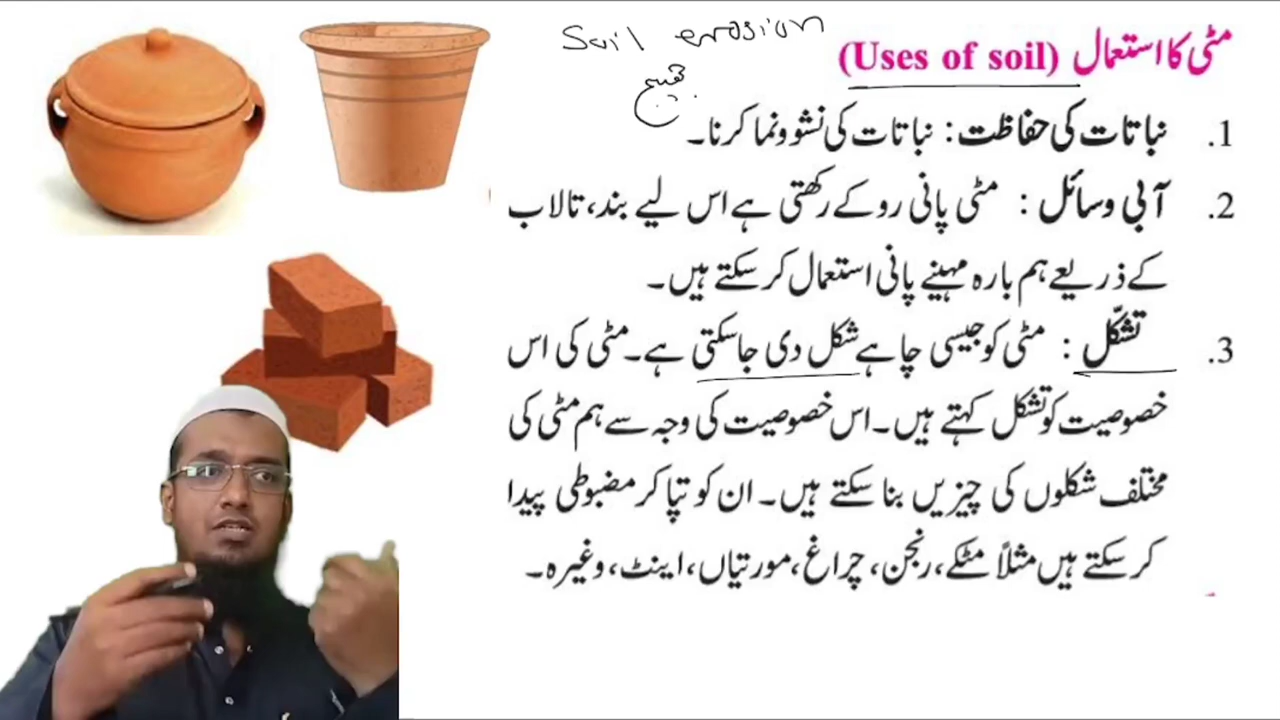 Soil erosion
مٹی کا استعمال (Uses of soil)
1. نباتات کی حفاظت : نباتات کی نشوونما کرنا۔
2. آبی وسائل : مٹی پانی روکے رکھتی ہے اس لیے بند، تالاب
کے ذریعے ہم بارہ مہینے پانی استعمال کرسکتے ہیں۔
3. تشکّل : مٹی کو جیسی چاہے شکل دی جاسکتی ہے۔ مٹی کی اس
خصوصیت کو تشکل کہتے ہیں۔ اس خصوصیت کی وجہ سے ہم مٹی کی
مختلف شکلوں کی چیزیں بنا سکتے ہیں۔ ان کو تپا کر مضبوطی پیدا
کرسکتے ہیں مثلاً مٹکے، رنجن، چراغ، مورتیاں، اینٹ، وغیرہ۔